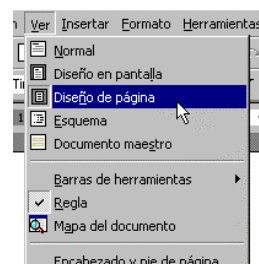 Ver Insertar Formato Herramientas
Normal
Diseño en pantalla
Diseño de página
Esquema
Documento maestro
Barras de herramientas
Regla
Mapa del documento
Encabezado y pie de página